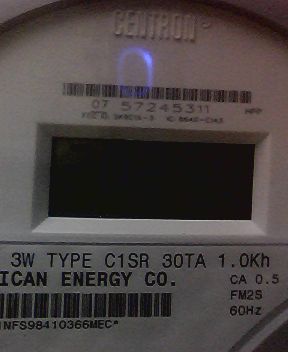 CENTRON
07 57245311
3W TYPE C1SR 30TA 1.0Kh
ICAN ENERGY CO.
CA 0.5
FM2S
60Hz
NFS98410366MEC*